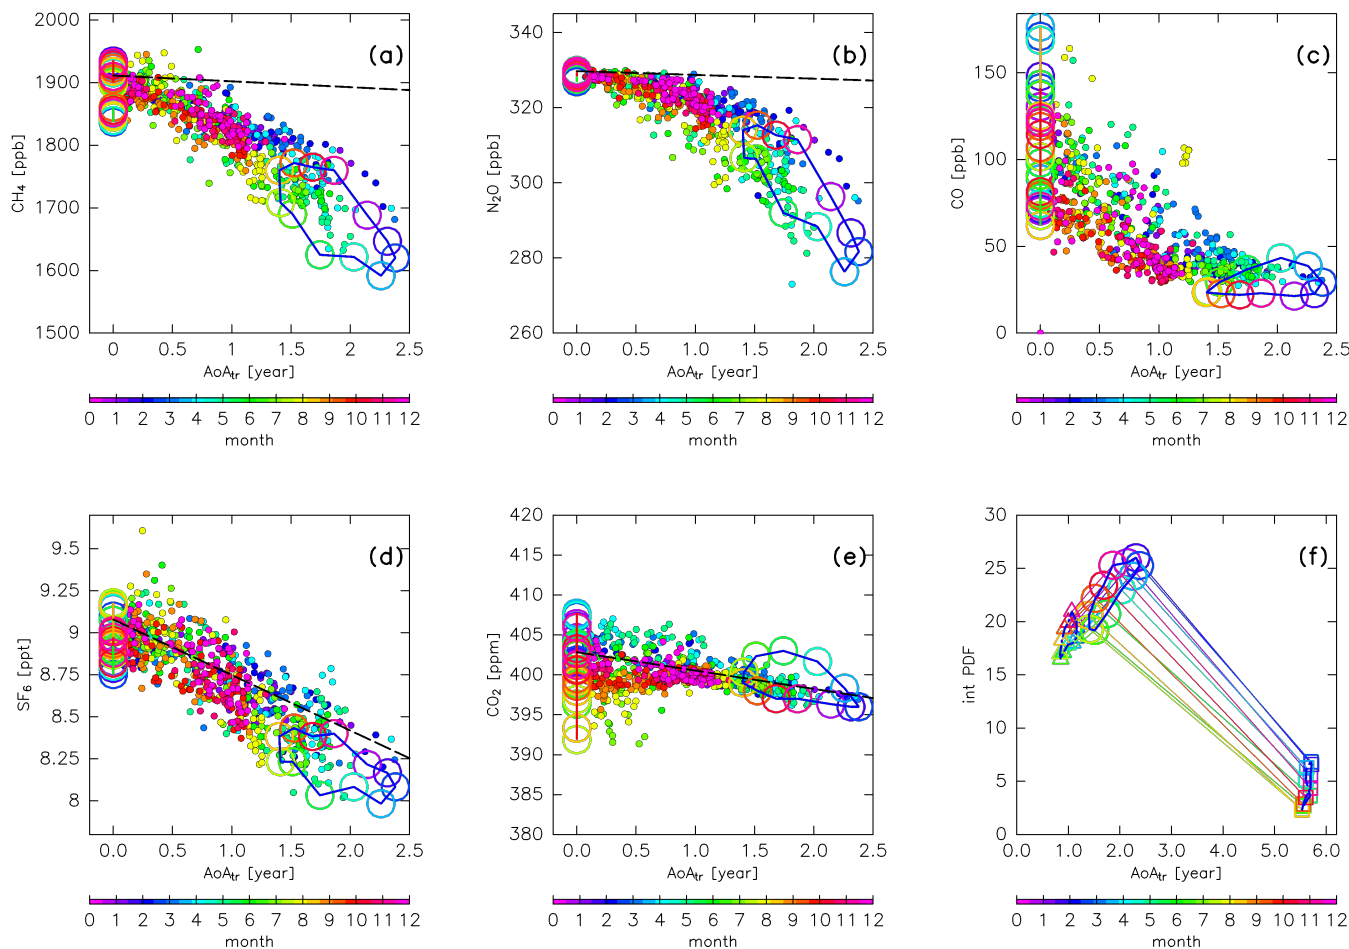 (a)
CH4 [ppb]
2000
1900
1800
1700
1600
1500
0 0.5 1.0 1.5 2 2.5
AoAtr [year]
0 1 2 3 4 5 6 7 8 9 10 11 12
month
(b)
N2O [ppb]
340
320
300
280
260
0.0 0.5 1.0 1.5 2.0 2.5
AoAtr [year]
0 1 2 3 4 5 6 7 8 9 10 11 12
month
(c)
CO [ppb]
150
100
50
0
0.0 0.5 1.0 1.5 2.0 2.5
AoAtr [year]
0 1 2 3 4 5 6 7 8 9 10 11 12
month
(d)
SF6 [ppt]
9.5
9.25
9
8.75
8.5
8.25
8
0 0.5 1.0 1.5 2 2.5
AoAtr [year]
0 1 2 3 4 5 6 7 8 9 10 11 12
month
(e)
CO2 [ppm]
420
415
410
405
400
395
390
385
380
0.0 0.5 1.0 1.5 2.0 2.5
AoAtr [year]
0 1 2 3 4 5 6 7 8 9 10 11 12
month
(f)
int PDF
30
25
20
15
10
5
0
0.0 1.0 2.0 3.0 4.0 5.0 6.0
AoAtr [year]
0 1 2 3 4 5 6 7 8 9 10 11 12
month